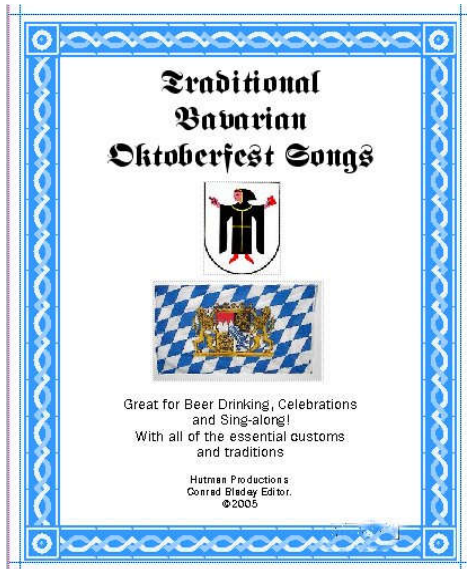 Traditional
Bavarian
Oktoberfest Songs
Great for Beer Drinking, Celebrations
and Sing-along!
With all of the essential customs
and traditions
Hutman Productions
Conrad Bladey Editor.
©2005